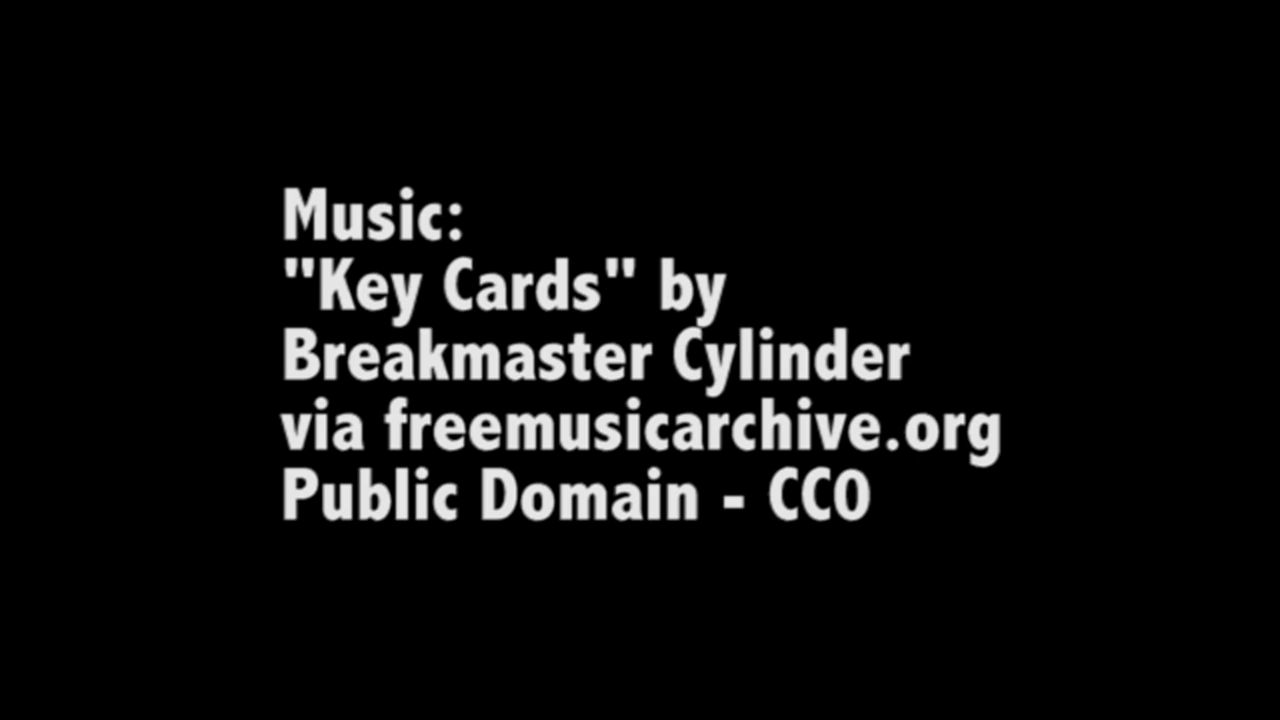 Music:
"Key Cards" by
Breakmaster Cylinder
via freemusicarchive.org
Public Domain - CC0